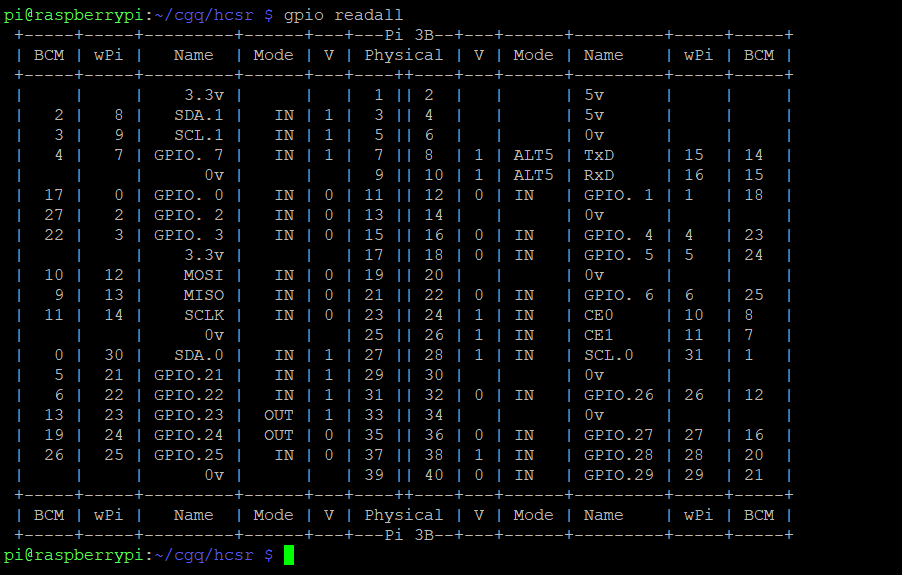 pi@raspberrypi:~/cgq/hcsr $ gpio readall
 +-----+-----+---------+------+---+---Pi 3B--+---+------+---------+-----+-----+
 | BCM | wPi |   Name  | Mode | V | Physical | V | Mode | Name    | wPi | BCM |
 +-----+-----+---------+------+---+----++----+---+------+---------+-----+-----+
 |     |     |    3.3v |      |   |  1 || 2  |   |      | 5v      |     |     |
 |   2 |   8 |   SDA.1 |   IN | 1 |  3 || 4  |   |      | 5v      |     |     |
 |   3 |   9 |   SCL.1 |   IN | 1 |  5 || 6  |   |      | 0v      |     |     |
 |   4 |   7 | GPIO. 7 |   IN | 1 |  7 || 8  | 1 | ALT5 | TxD     | 15  | 14  |
 |     |     |      0v |      |   |  9 || 10 | 1 | ALT5 | RxD     | 16  | 15  |
 |  17 |   0 | GPIO. 0 |   IN | 0 | 11 || 12 | 0 | IN   | GPIO. 1 | 1   | 18  |
 |  27 |   2 | GPIO. 2 |   IN | 0 | 13 || 14 |   |      | 0v      |     |     |
 |  22 |   3 | GPIO. 3 |   IN | 0 | 15 || 16 | 0 | IN   | GPIO. 4 | 4   | 23  |
 |     |     |    3.3v |      |   | 17 || 18 | 0 | IN   | GPIO. 5 | 5   | 24  |
 |  10 |  12 |    MOSI |   IN | 0 | 19 || 20 |   |      | 0v      |     |     |
 |   9 |  13 |    MISO |   IN | 0 | 21 || 22 | 0 | IN   | GPIO. 6 | 6   | 25  |
 |  11 |  14 |    SCLK |   IN | 0 | 23 || 24 | 1 | IN   | CE0     | 10  | 8   |
 |     |     |      0v |      |   | 25 || 26 | 1 | IN   | CE1     | 11  | 7   |
 |   0 |  30 |   SDA.0 |   IN | 1 | 27 || 28 | 1 | IN   | SCL.0   | 31  | 1   |
 |   5 |  21 | GPIO.21 |   IN | 1 | 29 || 30 |   |      | 0v      |     |     |
 |   6 |  22 | GPIO.22 |   IN | 1 | 31 || 32 | 0 | IN   | GPIO.26 | 26  | 12  |
 |  13 |  23 | GPIO.23 |  OUT | 1 | 33 || 34 |   |      | 0v      |     |     |
 |  19 |  24 | GPIO.24 |  OUT | 0 | 35 || 36 | 0 | IN   | GPIO.27 | 27  | 16  |
 |  26 |  25 | GPIO.25 |   IN | 0 | 37 || 38 | 1 | IN   | GPIO.28 | 28  | 20  |
 |     |     |      0v |      |   | 39 || 40 | 0 | IN   | GPIO.29 | 29  | 21  |
 +-----+-----+---------+------+---+----++----+---+------+---------+-----+-----+
 | BCM | wPi |   Name  | Mode | V | Physical | V | Mode | Name    | wPi | BCM |
 +-----+-----+---------+------+---+---Pi 3B--+---+------+---------+-----+-----+
pi@raspberrypi:~/cgq/hcsr $